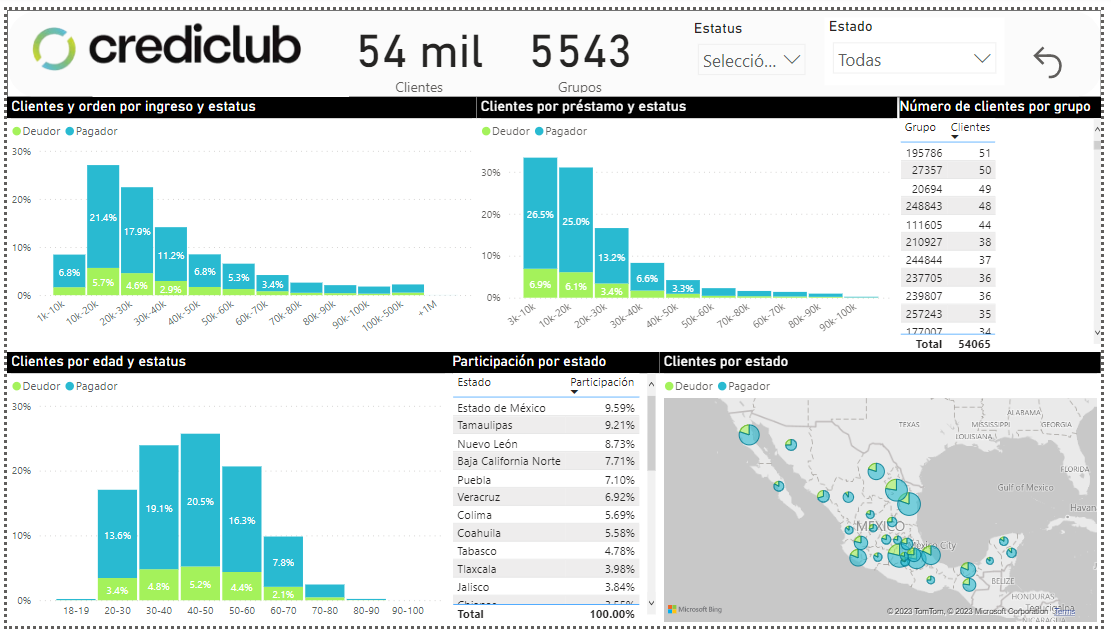 crediclub
54 mil
Clientes
5543
Grupos
Estatus
Selecció...
Estado
Todas
Clientes y orden por ingreso y estatus
Deudor Pagador
30%
20%
10%
0%
6.8%
21.4%
5.7%
17.9%
4.6%
11.2%
2.9%
6.8%
5.3%
3.4%
1k-10k
10k-20k
20k-30k
30k-40k
40k-50k
50k-60k
60k-70k
70k-80k
80k-90k
90k-100k
100k-500k
+1M
Clientes por préstamo y estatus
Deudor Pagador
30%
20%
10%
0%
26.5%
6.9%
25.0%
6.1%
13.2%
3.4%
6.6%
3.3%
3k-10k
10k-20k
20k-30k
30k-40k
40k-50k
50k-60k
70k-80k
60k-70k
80k-90k
90k-100k
Número de clientes por grupo
Grupo Clientes
195786 51
27357 50
20694 49
248843 48
111605 44
210927 38
244844 37
237705 36
239807 36
257243 35
177007 34
Total 54065
Clientes por edad y estatus
Deudor Pagador
30%
20%
10%
0%
13.6%
3.4%
19.1%
4.8%
20.5%
5.2%
16.3%
4.4%
7.8%
2.1%
18-19 20-30 30-40 40-50 50-60 60-70 70-80 80-90 90-100
Participación por estado
Estado Participación
Estado de México 9.59%
Tamaulipas 9.21%
Nuevo León 8.73%
Baja California Norte 7.71%
Puebla 7.10%
Veracruz 6.92%
Colima 5.69%
Coahuila 5.58%
Tabasco 4.78%
Tlaxcala 3.98%
Jalisco 3.84%
Total 100.00%
Clientes por estado
Deudor Pagador
ALABAMA
TEXAS
MISSISSIPPI
GEORGIA
LOUISIANA
FLORIDA
Gulf of Mexico
Havan
MÉXICO
Mexico City
BELIZE
HONDURAS
Tegucigalpa
NICARAGUA
Microsoft Bing
© 2023 TomTom, © 2023 Microsoft Corporation Terms